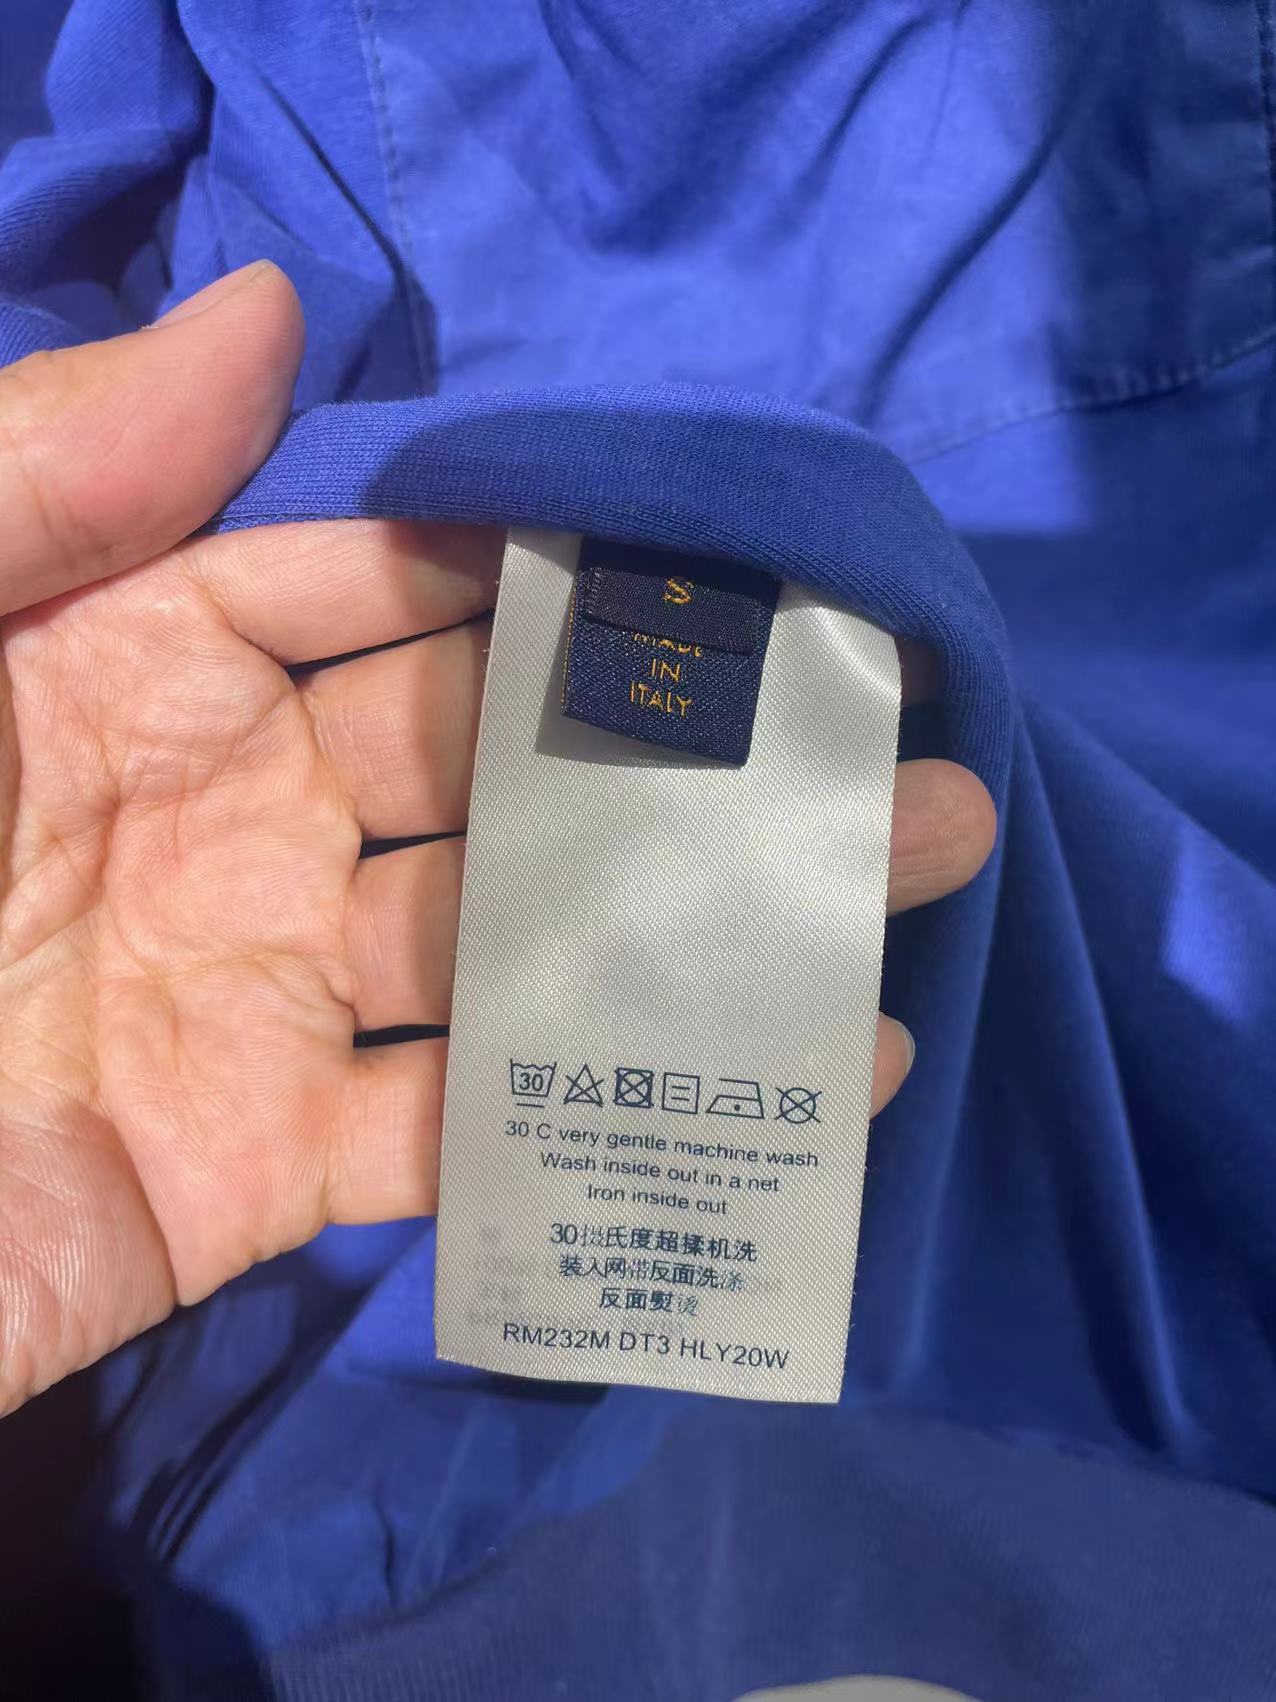 S
MADE
IN
ITALY
30
30 C very gentle machine wash
Wash inside out in a net
Iron inside out
30摄氏度超揉机洗
装入网带反面洗涤
反面熨烫
RM232M DT3 HLY20W